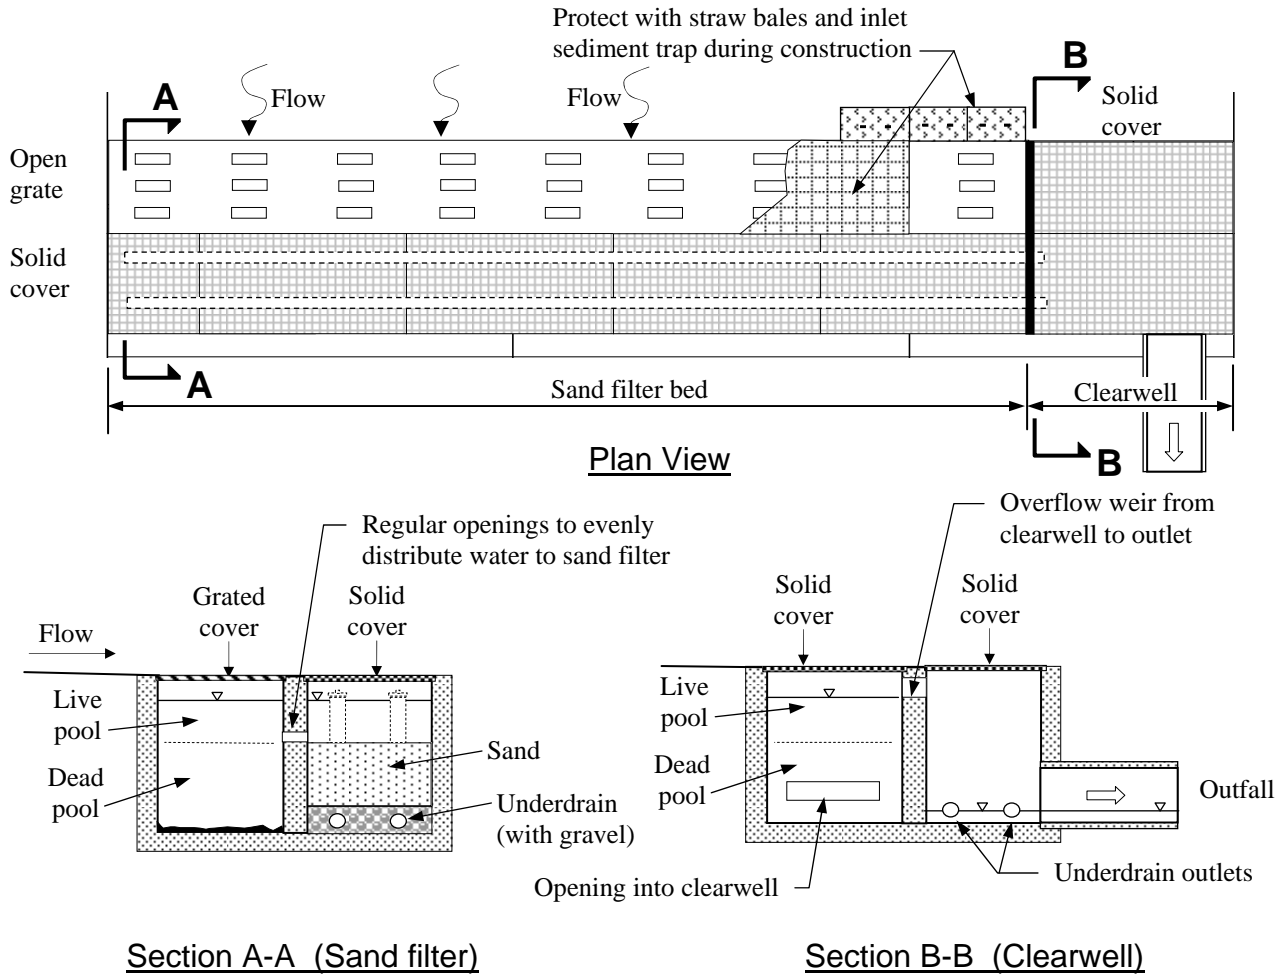 Protect with straw bales and inlet
sediment trap during construction
A
B
Flow
Flow
Solid
cover
Open
grate
Solid
cover
A
Sand filter bed
Clearwell
B
Plan View
Regular openings to evenly
distribute water to sand filter
Overflow weir from
clearwell to outlet
Grated
cover
Solid
cover
Solid
cover
Solid
cover
Flow
Live
pool
Dead
pool
Sand
Underdrain
(with gravel)
Live
pool
Dead
pool
Outfall
Opening into clearwell
Underdrain outlets
Section A-A (Sand filter)
Section B-B (Clearwell)